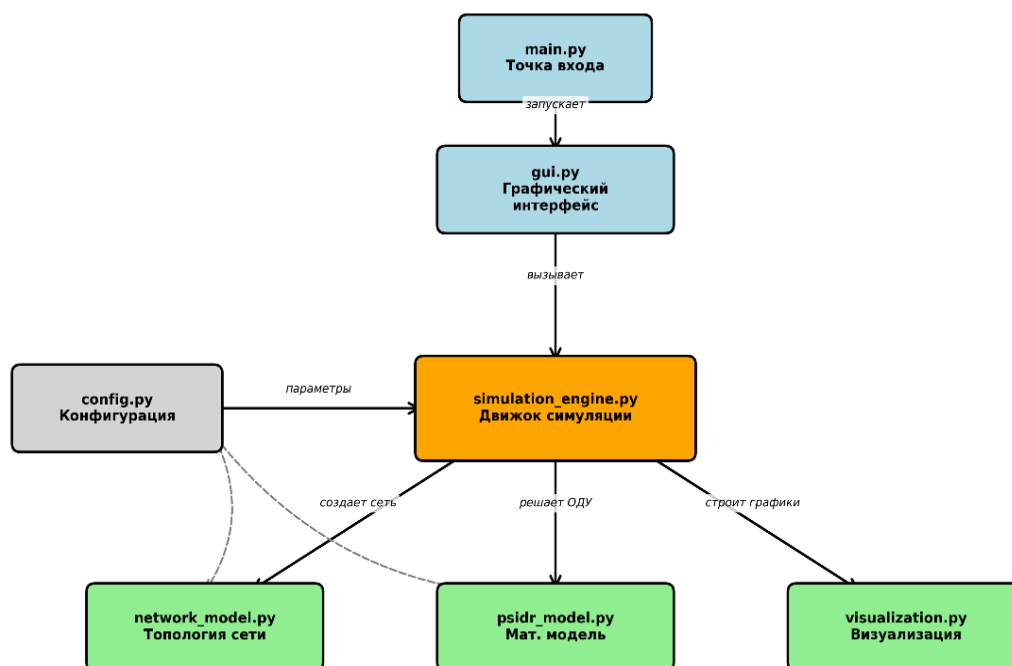 main.py
Точка входа
запускает
gui.py
Графический
интерфейс
вызывает
config.py
Конфигурация
параметры
simulation_engine.py
Движок симуляции
создает сеть
решает ОДУ
строит графики
network_model.py
Топология сети
psidr_model.py
Мат. модель
visualization.py
Визуализация